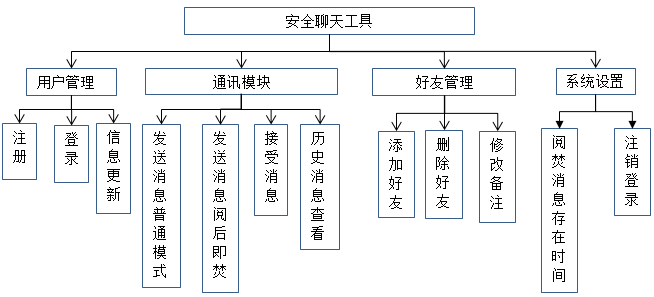 安全聊天工具
用户管理
通讯模块
好友管理
系统设置
注册
登录
信息更新
发送消息普通模式
发送消息阅后即焚
接受消息
历史消息查看
添加好友
删除好友
修改备注
阅焚消息存在时间
注销登录